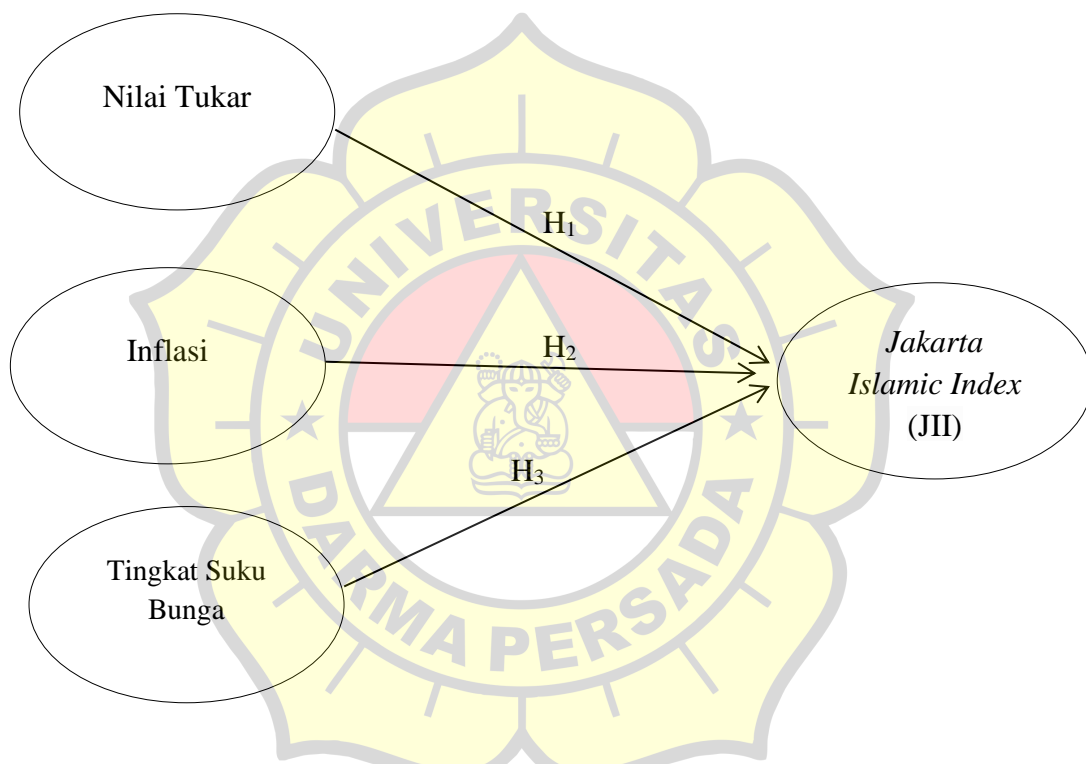 Nilai Tukar
H₁
Inflasi
H₂
Jakarta
Islamic Index
(JII)
H₃
Tingkat Suku
Bunga
UNIVERSITAS
DARMA PERSADA